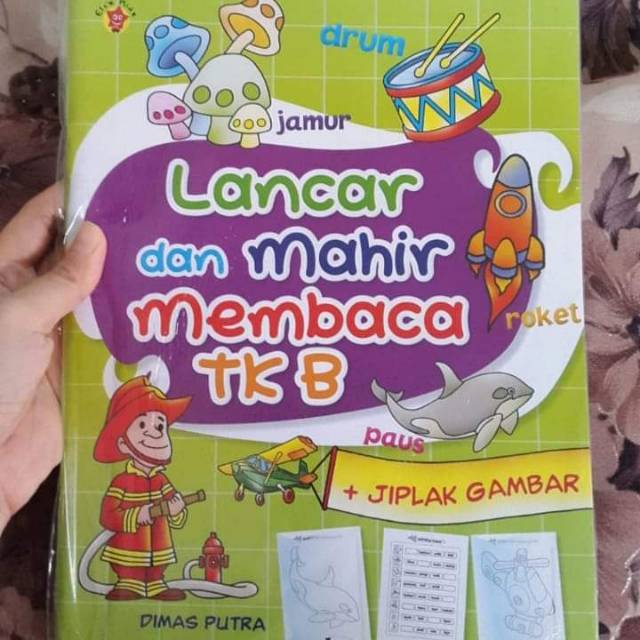 drum
jamur
Lancar
dan mahir
membaca
TK B
roket
paus
+ JIPLAK GAMBAR
DIMAS PUTRA